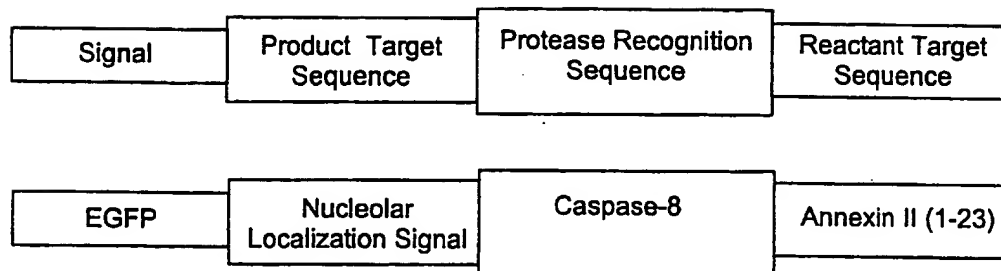 Signal
Product Target
Sequence
Protease Recognition
Sequence
Reactant Target
Sequence
EGFP
Nucleolar
Localization Signal
Caspase-8
Annexin II (1-23)